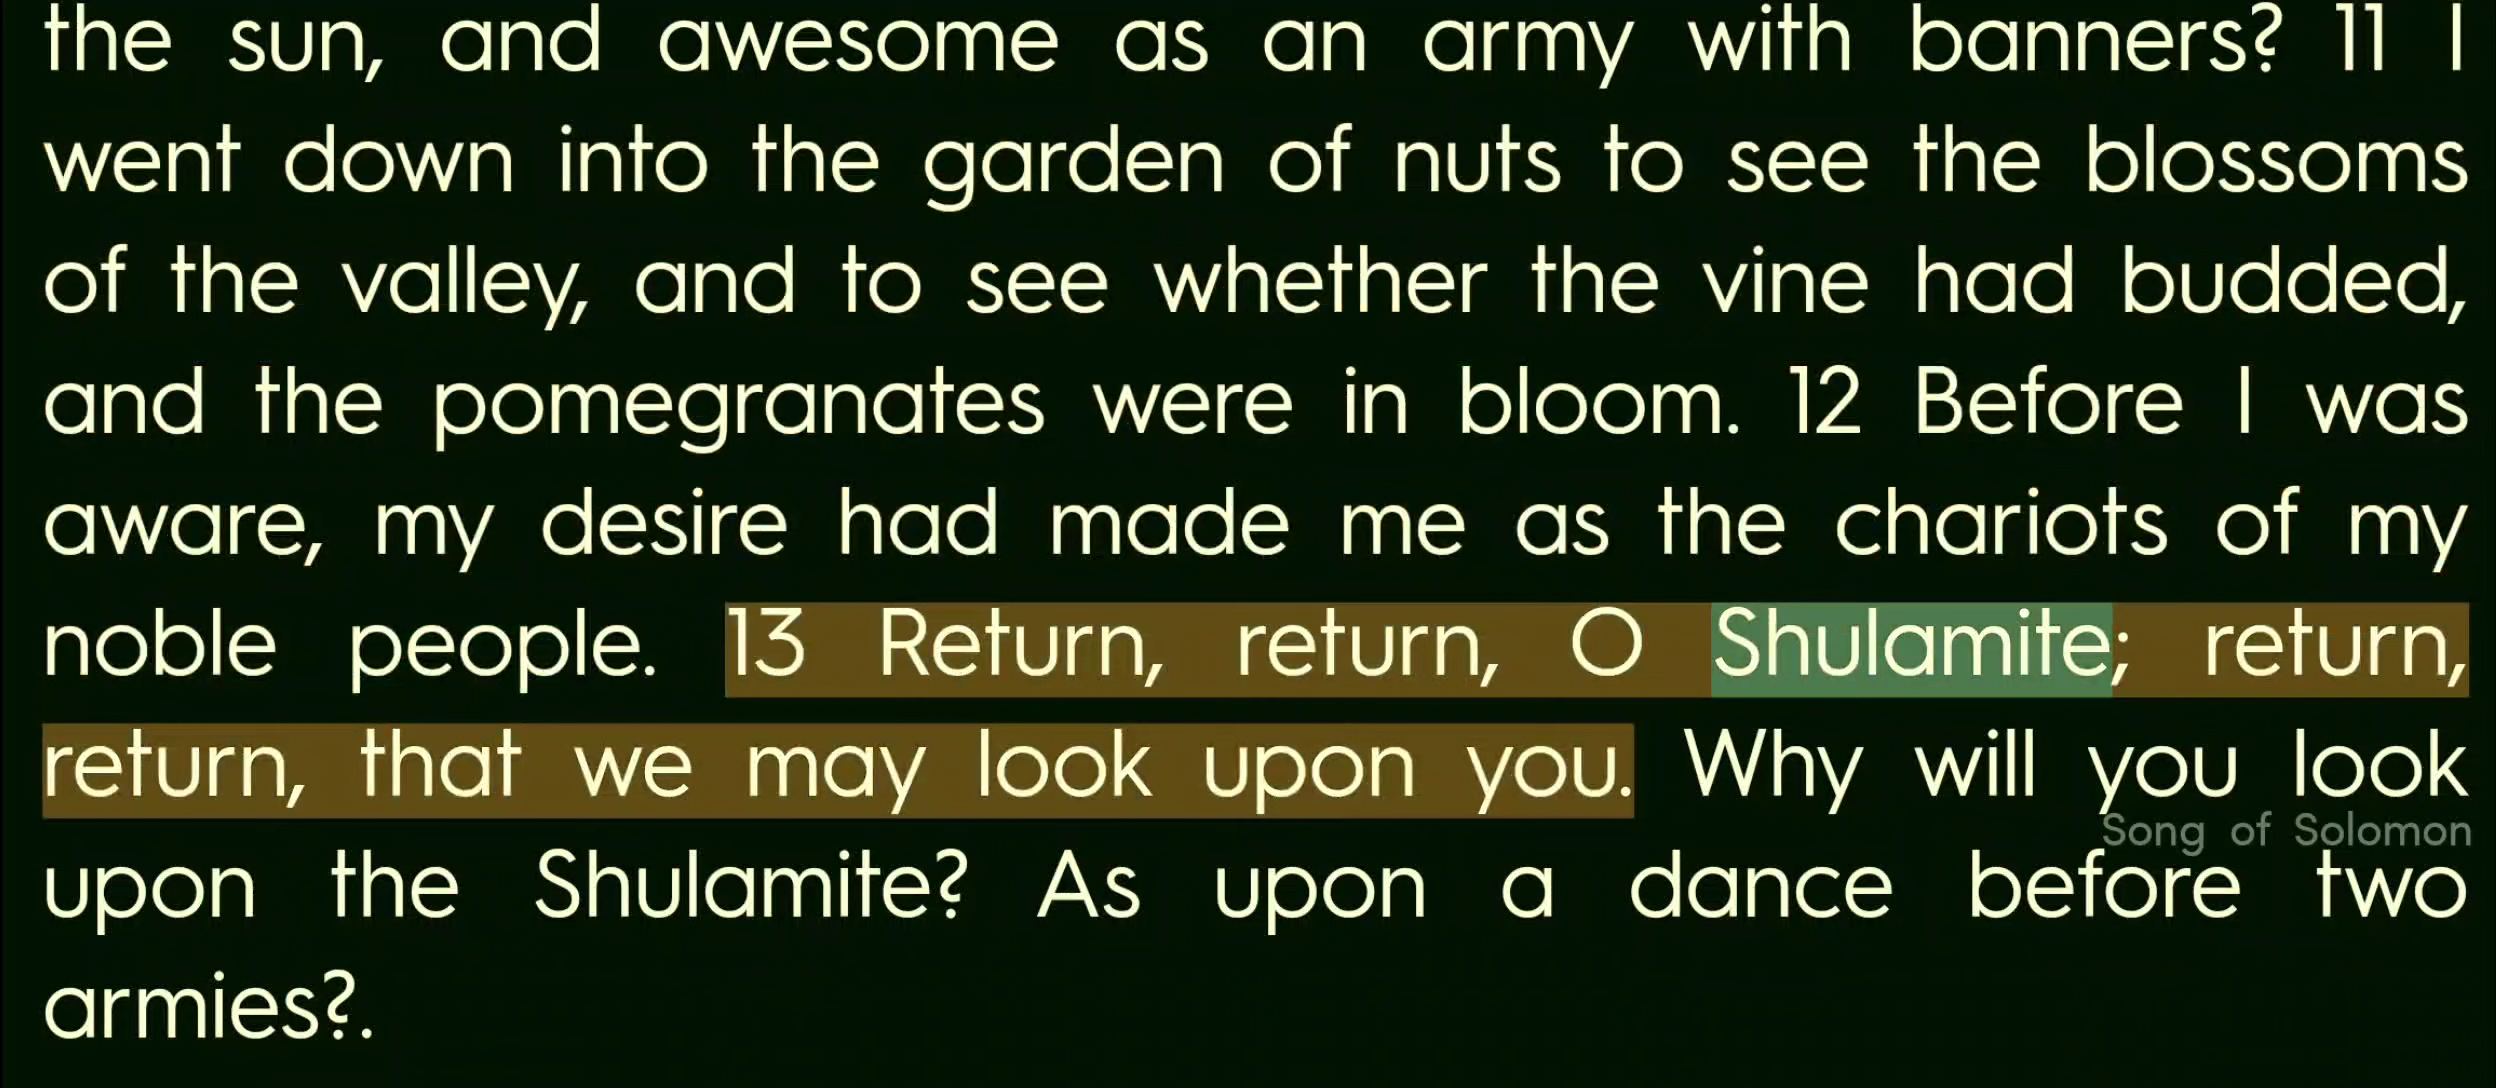 the sun, and awesome as an army with banners? 11 I
went down into the garden of nuts to see the blossoms
of the valley, and to see whether the vine had budded,
and the pomegranates were in bloom. 12 Before I was
aware, my desire had made me as the chariots of my
noble people. 13 Return, return, O Shulamite; return,
return, that we may look upon you. Why will you look
Song of Solomon
upon the Shulamite? As upon a dance before two
armies?.